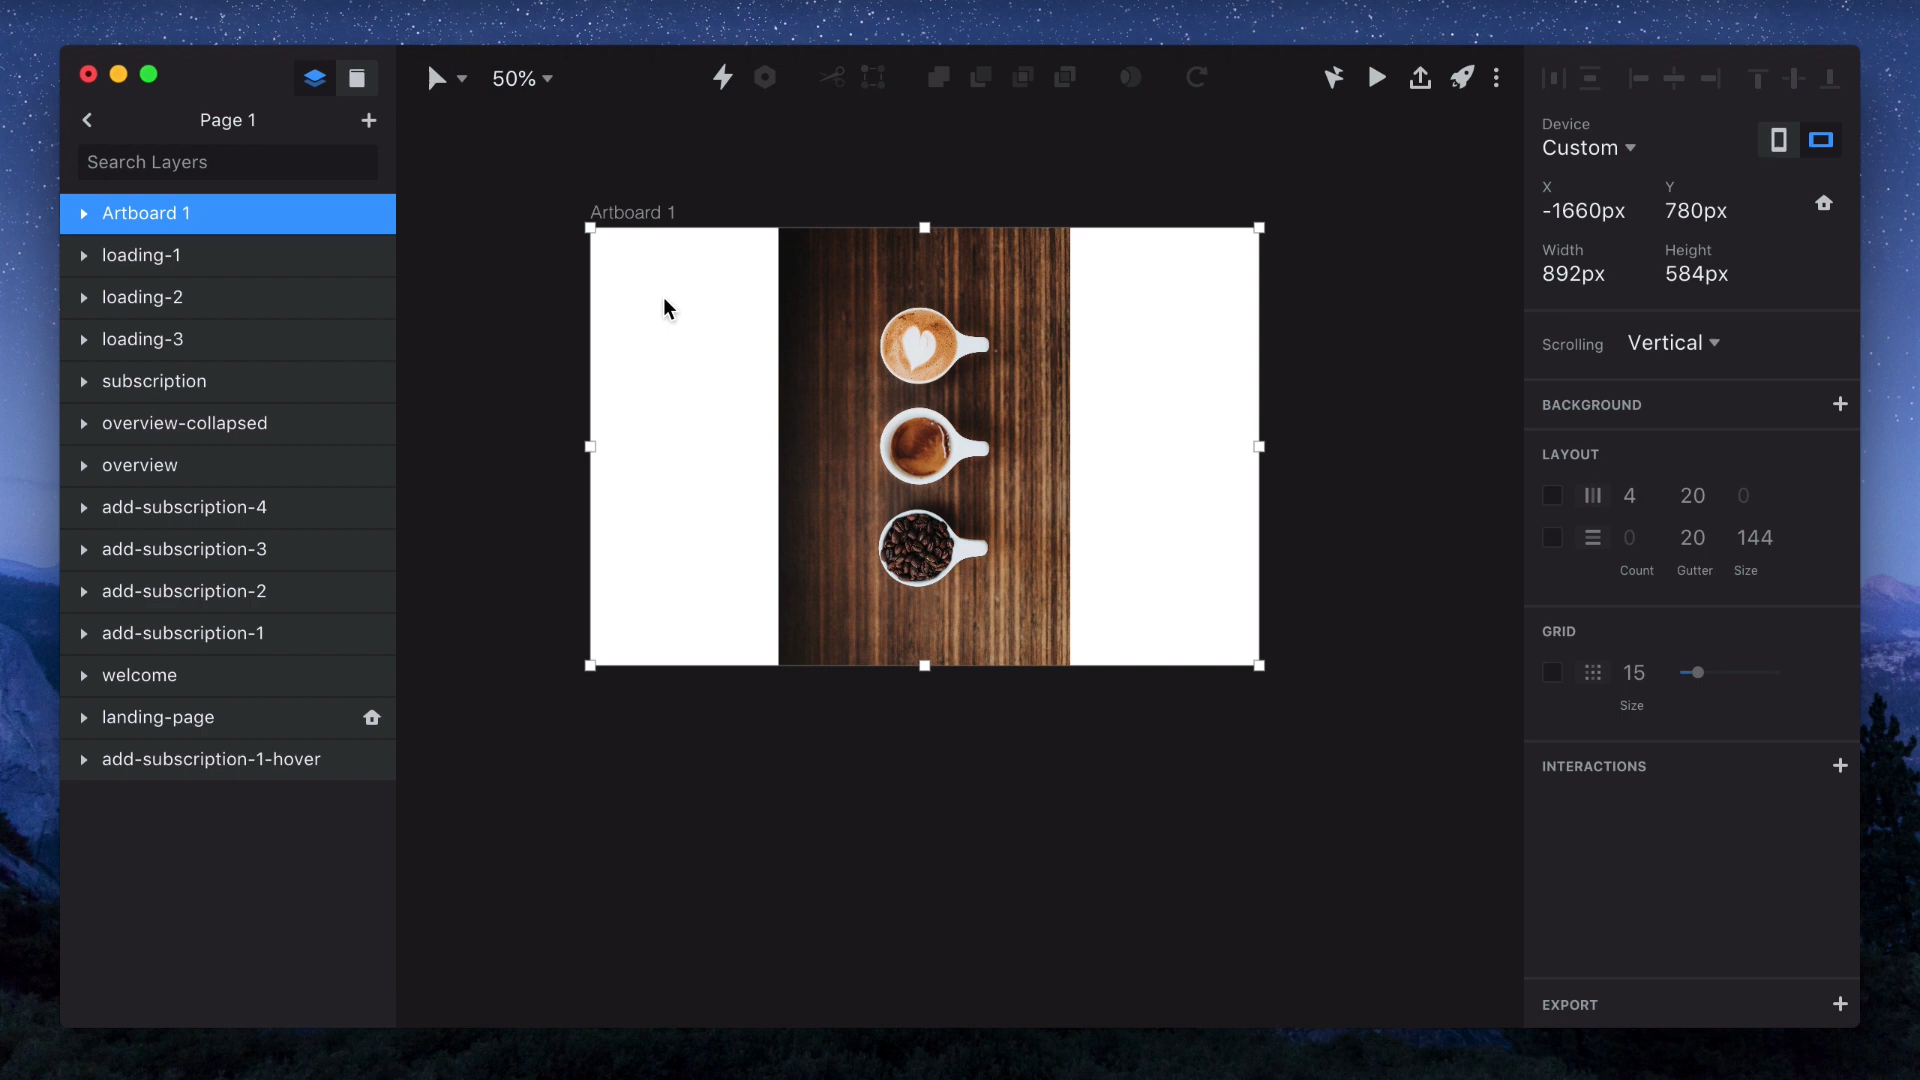 50%
Page 1
Search Layers
Artboard 1
loading-1
loading-2
loading-3
subscription
overview-collapsed
overview
add-subscription-4
add-subscription-3
add-subscription-2
add-subscription-1
welcome
landing-page
add-subscription-1-hover
Artboard 1
Device
Custom
X Y
-1660px 780px
Width Height
892px 584px
Scrolling Vertical
BACKGROUND
LAYOUT
4 20 0
0 20 144
Count Gutter Size
GRID
15
Size
INTERACTIONS
EXPORT